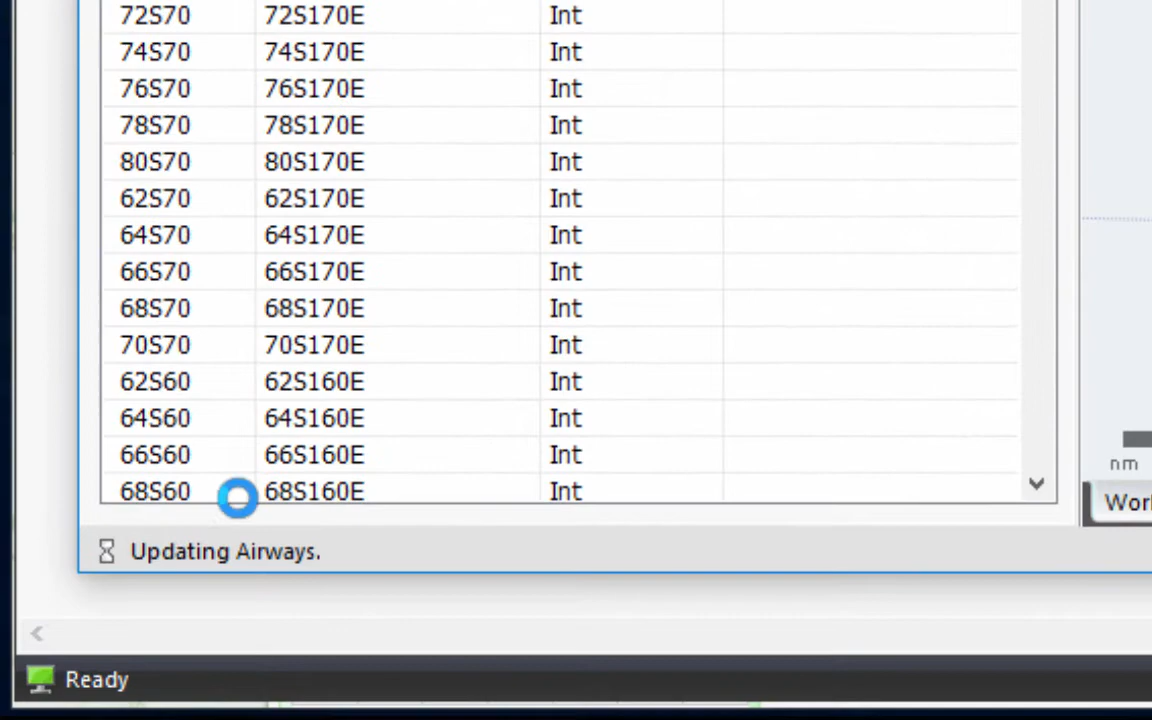 72S70 72S170E Int
74S70 74S170E Int
76S70 76S170E Int
78S70 78S170E Int
80S70 80S170E Int
62S70 62S170E Int
64S70 64S170E Int
66S70 66S170E Int
68S70 68S170E Int
70S70 70S170E Int
62S60 62S160E Int
64S60 64S160E Int
66S60 66S160E Int
68S60 68S160E Int
nm
Updating Airways.
Ready